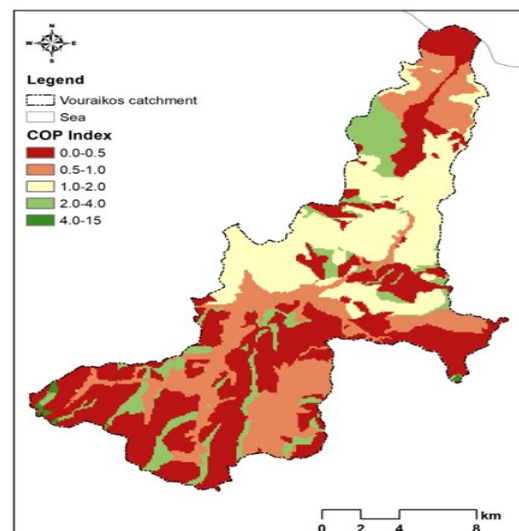 N
W E
S
Legend
Vouraikos catchment
Sea
COP Index
0.0-0.5
0.5-1.0
1.0-2.0
2.0-4.0
4.0-15
km
0 2 4 8